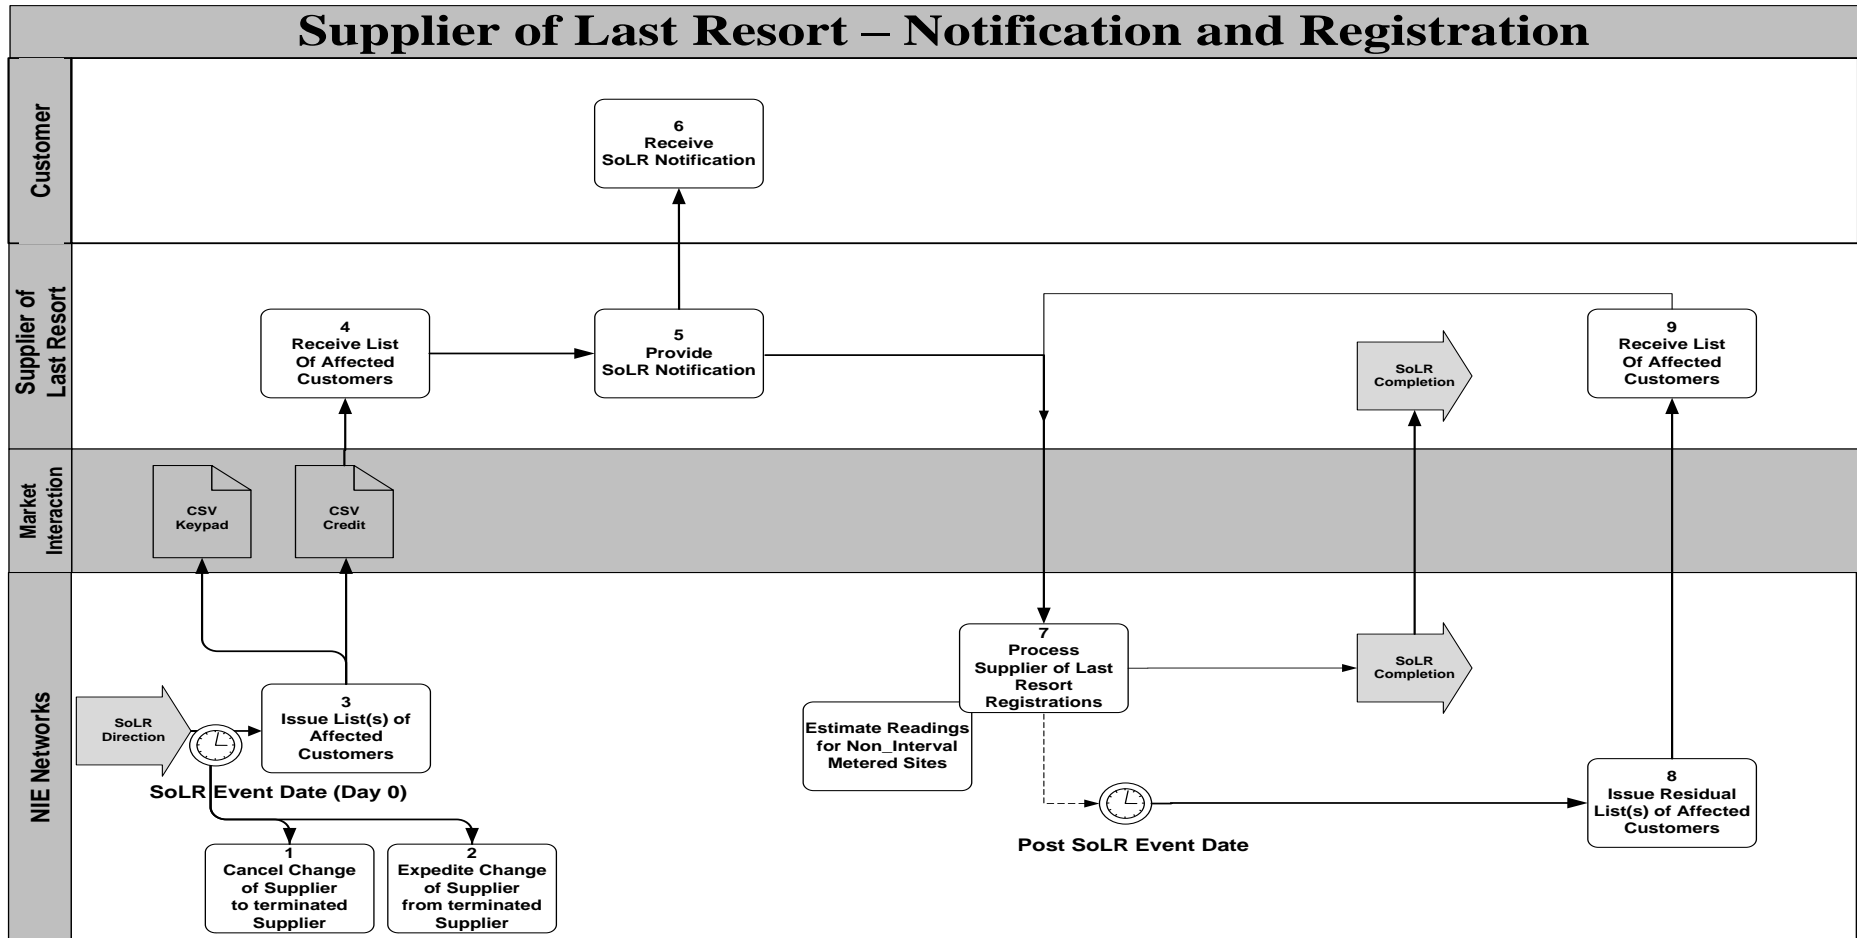 Supplier of Last Resort – Notification and Registration
Customer
6
Receive
SoLR Notification
Supplier of
Last Resort
4
Receive List
Of Affected
Customers
5
Provide
SoLR Notification
SoLR
Completion
9
Receive List
Of Affected
Customers
Market
Interaction
CSV
Keypad
CSV
Credit
NIE Networks
SoLR
Direction
3
Issue List(s) of
Affected
Customers
SoLR Event Date (Day 0)
1
Cancel Change
of Supplier
to terminated
Supplier
2
Expedite Change
of Supplier
from terminated
Supplier
7
Process
Supplier of Last
Resort
Registrations
Estimate Readings
for Non_Interval
Metered Sites
SoLR
Completion
Post SoLR Event Date
8
Issue Residual
List(s) of Affected
Customers